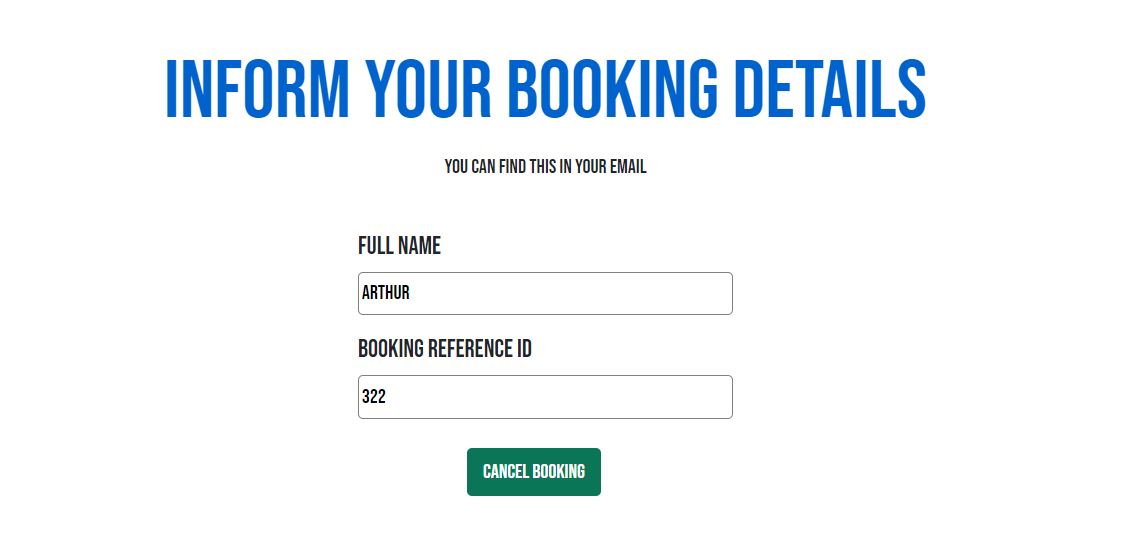 INFORM YOUR BOOKING DETAILS
YOU CAN FIND THIS IN YOUR EMAIL
FULL NAME
ARTHUR
BOOKING REFERENCE ID
322
CANCEL BOOKING